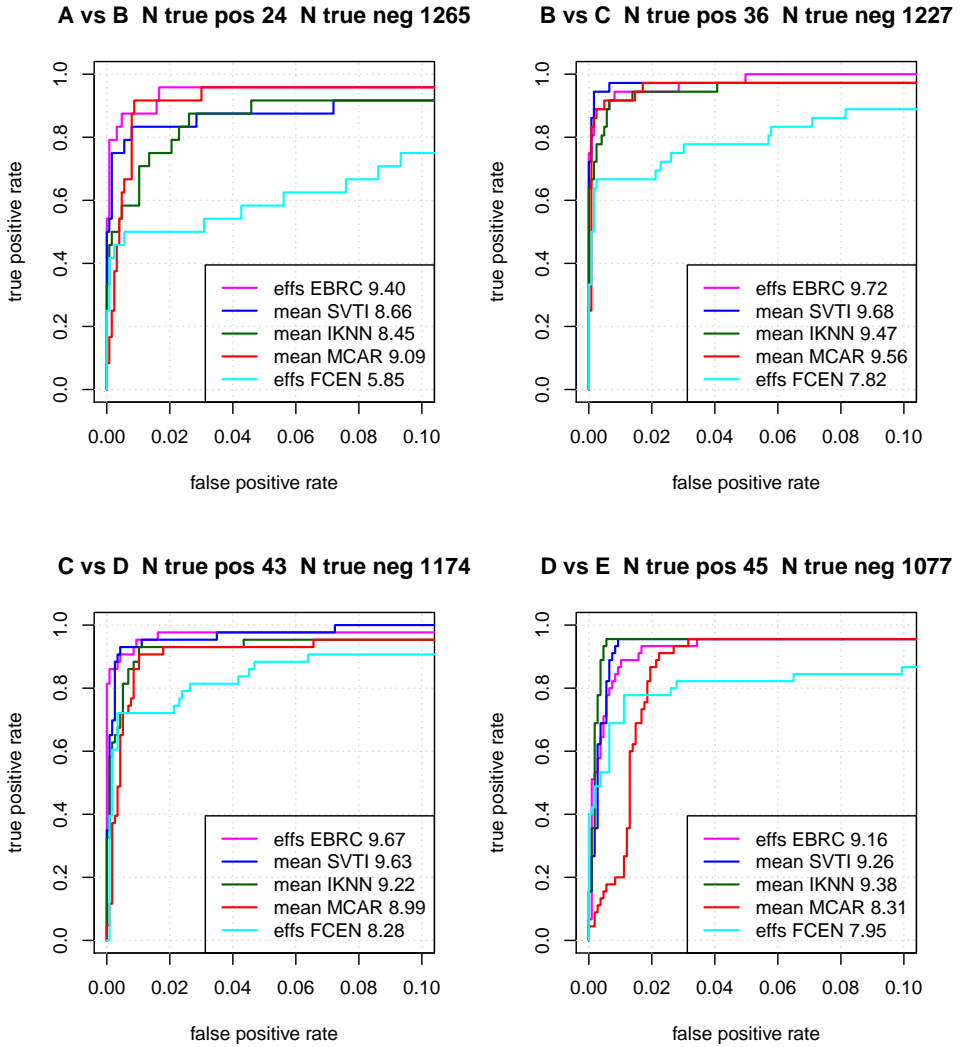 A vs B  N true pos 24  N true neg 1265
true positive rate
1.0
0.8
0.6
0.4
0.2
0.0
effs EBRC 9.40
mean SVTI 8.66
mean IKNN 8.45
mean MCAR 9.09
effs FCEN 5.85
0.00 0.02 0.04 0.06 0.08 0.10
false positive rate
B vs C  N true pos 36  N true neg 1227
true positive rate
1.0
0.8
0.6
0.4
0.2
0.0
effs EBRC 9.72
mean SVTI 9.68
mean IKNN 9.47
mean MCAR 9.56
effs FCEN 7.82
0.00 0.02 0.04 0.06 0.08 0.10
false positive rate
C vs D  N true pos 43  N true neg 1174
true positive rate
1.0
0.8
0.6
0.4
0.2
0.0
effs EBRC 9.67
mean SVTI 9.63
mean IKNN 9.22
mean MCAR 8.99
effs FCEN 8.28
0.00 0.02 0.04 0.06 0.08 0.10
false positive rate
D vs E  N true pos 45  N true neg 1077
true positive rate
1.0
0.8
0.6
0.4
0.2
0.0
effs EBRC 9.16
mean SVTI 9.26
mean IKNN 9.38
mean MCAR 8.31
effs FCEN 7.95
0.00 0.02 0.04 0.06 0.08 0.10
false positive rate